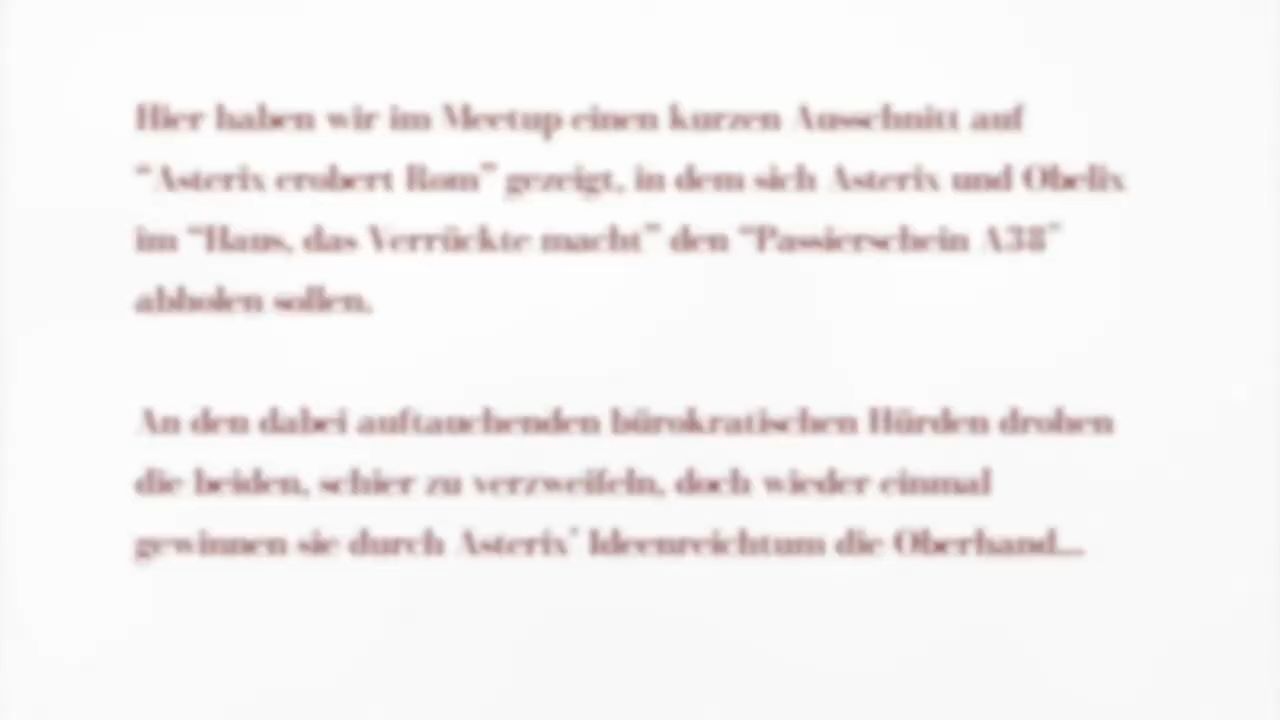 Hier haben wir im Meetup einen kurzen Ausschnitt auf
“Asterix erobert Rom” gezeigt, in dem sich Asterix und Obelix
im “Haus, das Verrückte macht” den “Passierschein A38”
abholen sollen.
An den dabei auftauchenden bürokratischen Hürden drohen
die beiden, schier zu verzweifeln, doch wieder einmal
gewinnen sie durch Asterix’ Ideenreichtum die Oberhand...